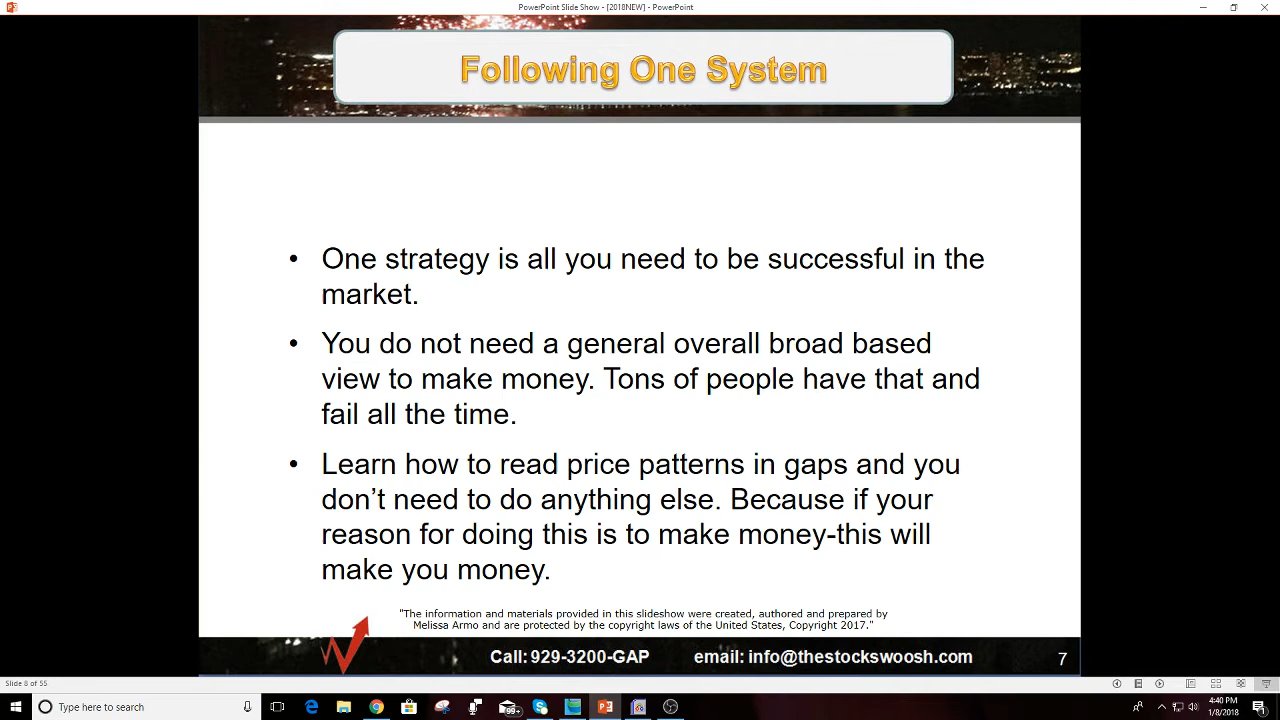 PowerPoint Slide Show - [2018NEW] - PowerPoint
Following One System
• One strategy is all you need to be successful in the
market.
• You do not need a general overall broad based
view to make money. Tons of people have that and
fail all the time.
• Learn how to read price patterns in gaps and you
don't need to do anything else. Because if your
reason for doing this is to make money-this will
make you money.
"The information and materials provided in this slideshow were created, authored and prepared by
Melissa Armo and are protected by the copyright laws of the United States, Copyright 2017."
Call: 929-3200-GAP email: info@thestockswoosh.com 7
Slide 8 of 55
Type here to search
99+
4:40 PM
1/8/2018